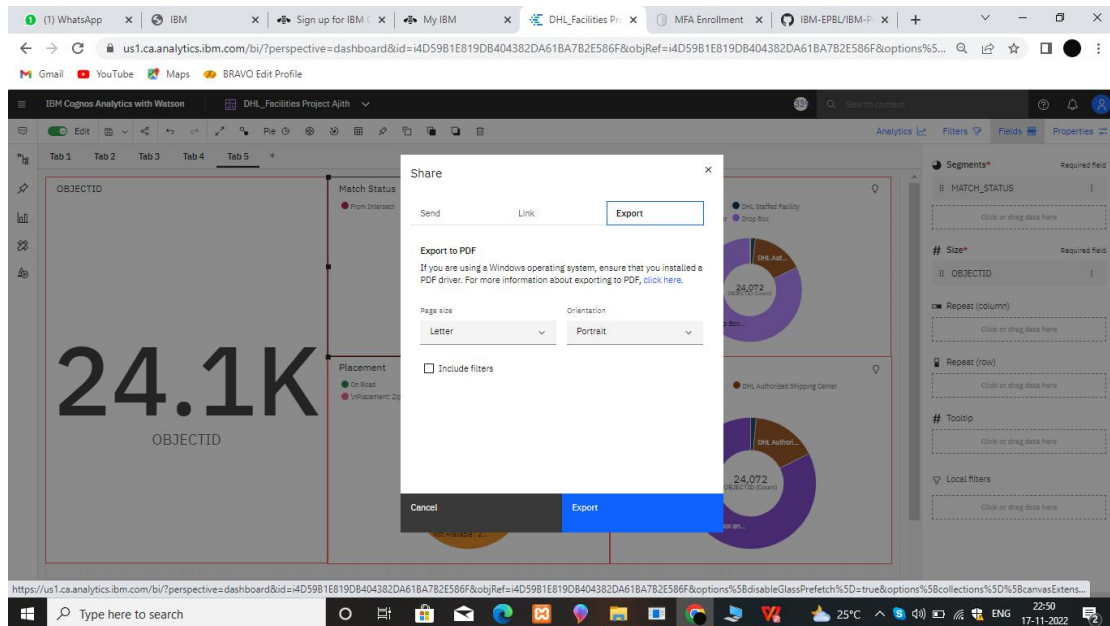 (1) WhatsApp
IBM
Sign up for IBM C
My IBM
DHL_Facilities Pro
MFA Enrollment
IBM-EPBL/IBM-P
us1.ca.analytics.ibm.com/bi/?perspective=dashboard&id=i4D59B1E819DB404382DA61BA7B2E586F&objRef=i4D59B1E819DB404382DA61BA7B2E586F&options%5...
Gmail
YouTube
Maps
BRAVO Edit Profile
IBM Cognos Analytics with Watson
DHL_Facilities Project Ajith
Search content
Edit
Pie
Analytics
Filters
Fields
Properties
Tab 1
Tab 2
Tab 3
Tab 4
Tab 5
OBJECTID
24.1K
OBJECTID
Match Status
From Intersect
Placement
On Road
Share
Send
Link
Export
Export to PDF
If you are using a Windows operating system, ensure that you installed a
PDF driver. For more information about exporting to PDF, click here.
Page size
Orientation
Letter
Portrait
Include filters
Cancel
Export
DHL Staffed Facility
Drop Box
DHL Aut...
24,072
OBJECTID (Count)
DHL Authorized Shipping Center
DHL Authori...
24,072
OBJECTID (Count)
Segments*
Required field
MATCH_STATUS
Click or drag data here
Size*
Required field
OBJECTID
Repeat (column)
Click or drag data here
Repeat (row)
Click or drag data here
Tooltip
Click or drag data here
Local filters
Click or drag data here
https://us1.ca.analytics.ibm.com/bi/?perspective=dashboard&id=i4D59B1E819DB404382DA61BA7B2E586F&objRef=i4D59B1E819DB404382DA61BA7B2E586F&options%5BdisableGlassPrefetch%5D=true&options%5Bcollections%5D%5BcanvasExtens...
Type here to search
25°C
ENG
22:50
17-11-2022